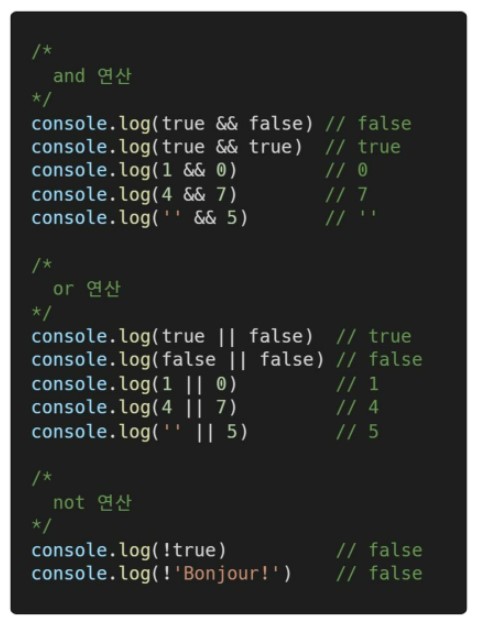 /*
  and 연산
*/
console.log(true && false) // false
console.log(true && true)  // true
console.log(1 && 0)        // 0
console.log(4 && 7)        // 7
console.log('' && 5)       // ''
/*
  or 연산
*/
console.log(true || false)  // true
console.log(false || false) // false
console.log(1 || 0)         // 1
console.log(4 || 7)         // 4
console.log('' || 5)        // 5
/*
  not 연산
*/
console.log(!true)          // false
console.log(!'Bonjour!')    // false